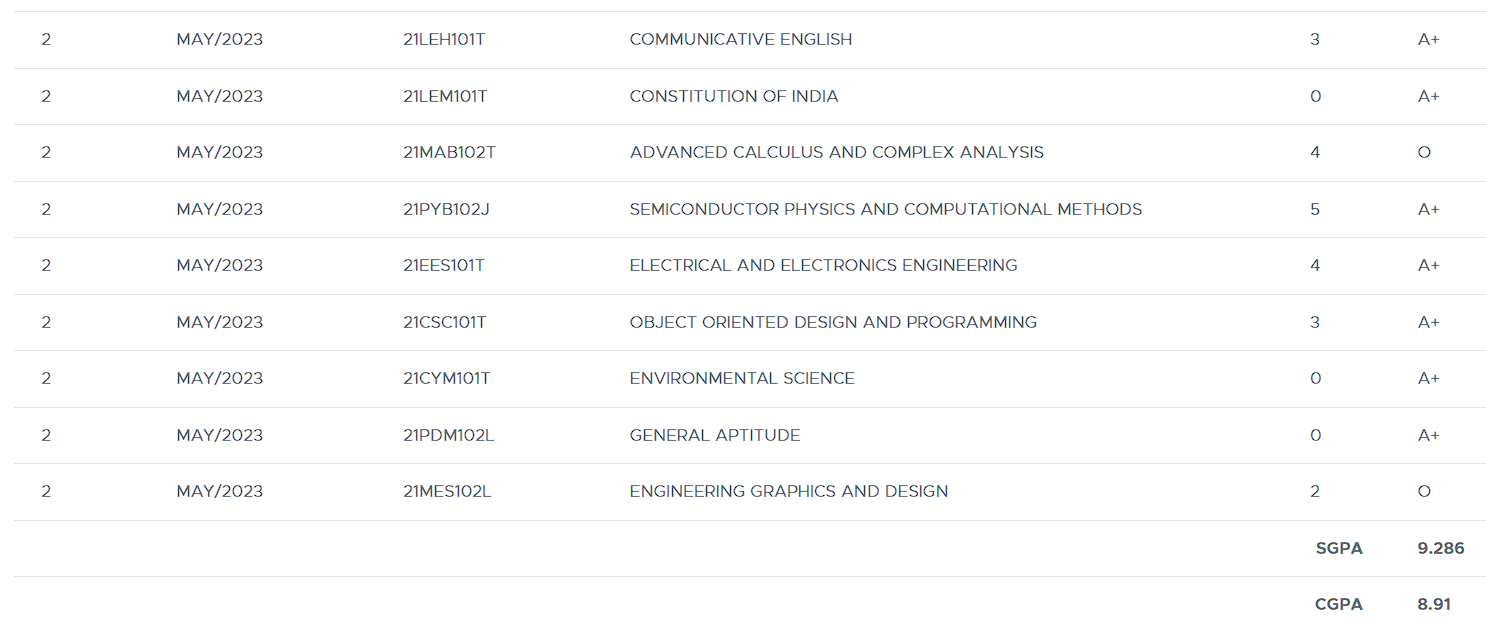 2 MAY/2023 21LEH101T COMMUNICATIVE ENGLISH 3 A+
2 MAY/2023 21LEM101T CONSTITUTION OF INDIA 0 A+
2 MAY/2023 21MAB102T ADVANCED CALCULUS AND COMPLEX ANALYSIS 4 O
2 MAY/2023 21PYB102J SEMICONDUCTOR PHYSICS AND COMPUTATIONAL METHODS 5 A+
2 MAY/2023 21EES101T ELECTRICAL AND ELECTRONICS ENGINEERING 4 A+
2 MAY/2023 21CSC101T OBJECT ORIENTED DESIGN AND PROGRAMMING 3 A+
2 MAY/2023 21CYM101T ENVIRONMENTAL SCIENCE 0 A+
2 MAY/2023 21PDM102L GENERAL APTITUDE 0 A+
2 MAY/2023 21MES102L ENGINEERING GRAPHICS AND DESIGN 2 O
SGPA 9.286
CGPA 8.91